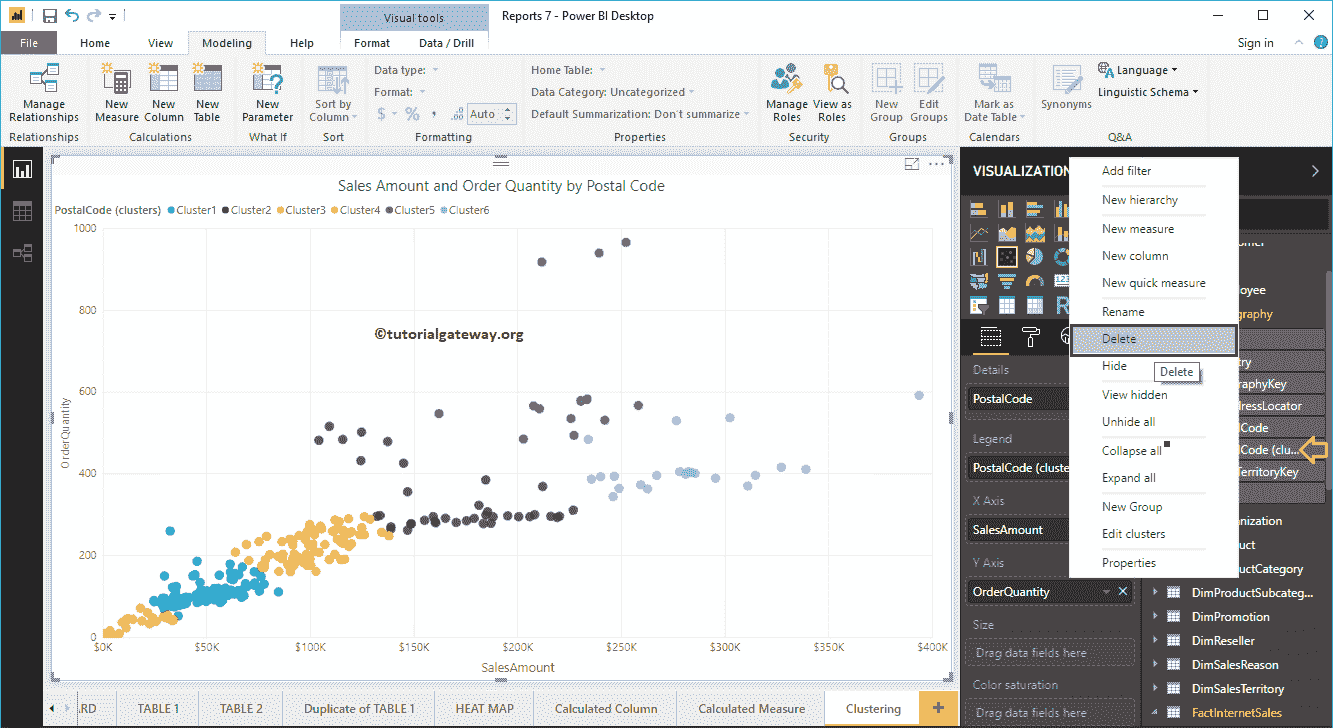 Visual tools
Reports 7 - Power BI Desktop
File
Home
View
Modeling
Help
Format
Data / Drill
Sign in
?
Manage
Relationships
New
Measure
New
Column
New
Table
New
Parameter
Sort by
Column
Data type:
Format:
$ % , .00 Auto
Home Table:
Data Category: Uncategorized
Default Summarization: Don't summarize
Manage
Roles
View as
Roles
New
Group
Edit
Groups
Mark as
Date Table
Synonyms
Language
Linguistic Schema
Relationships
Calculations
What If
Sort
Formatting
Properties
Security
Groups
Calendars
Q&A
Sales Amount and Order Quantity by Postal Code
PostalCode (clusters) Cluster1 Cluster2 Cluster3 Cluster4 Cluster5 Cluster6
1000
800
600
400
200
0
OrderQuantity
©tutorialgateway.org
$0K $50K $100K $150K $200K $250K $300K $350K $400K
SalesAmount
VISUALIZATION
123
R
Details
PostalCode
Legend
PostalCode (cluste
X Axis
SalesAmount
Y Axis
OrderQuantity
Size
Drag data fields here
Color saturation
Drag data fields here
Add filter
New hierarchy
New measure
New column
New quick measure
Rename
Delete
Hide
Delete
View hidden
Unhide all
Collapse all
Expand all
New Group
Edit clusters
Properties
omer
oyee
graphy
try
raphyKey
dressLocator
lCode
lCode (clu...
TerritoryKey
anization
uct
uctCategory
DimProductSubcateg...
DimPromotion
DimReseller
DimSalesReason
DimSalesTerritory
FactInternetSales
ARD
TABLE 1
TABLE 2
Duplicate of TABLE 1
HEAT MAP
Calculated Column
Calculated Measure
Clustering
+